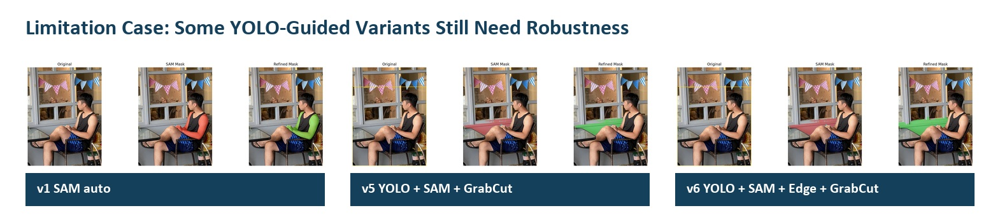 Limitation Case: Some YOLO-Guided Variants Still Need Robustness
Original
SAM Mask
Refined Mask
Original
SAM Mask
Refined Mask
Original
SAM Mask
Refined Mask
v1 SAM auto
v5 YOLO + SAM + GrabCut
v6 YOLO + SAM + Edge + GrabCut